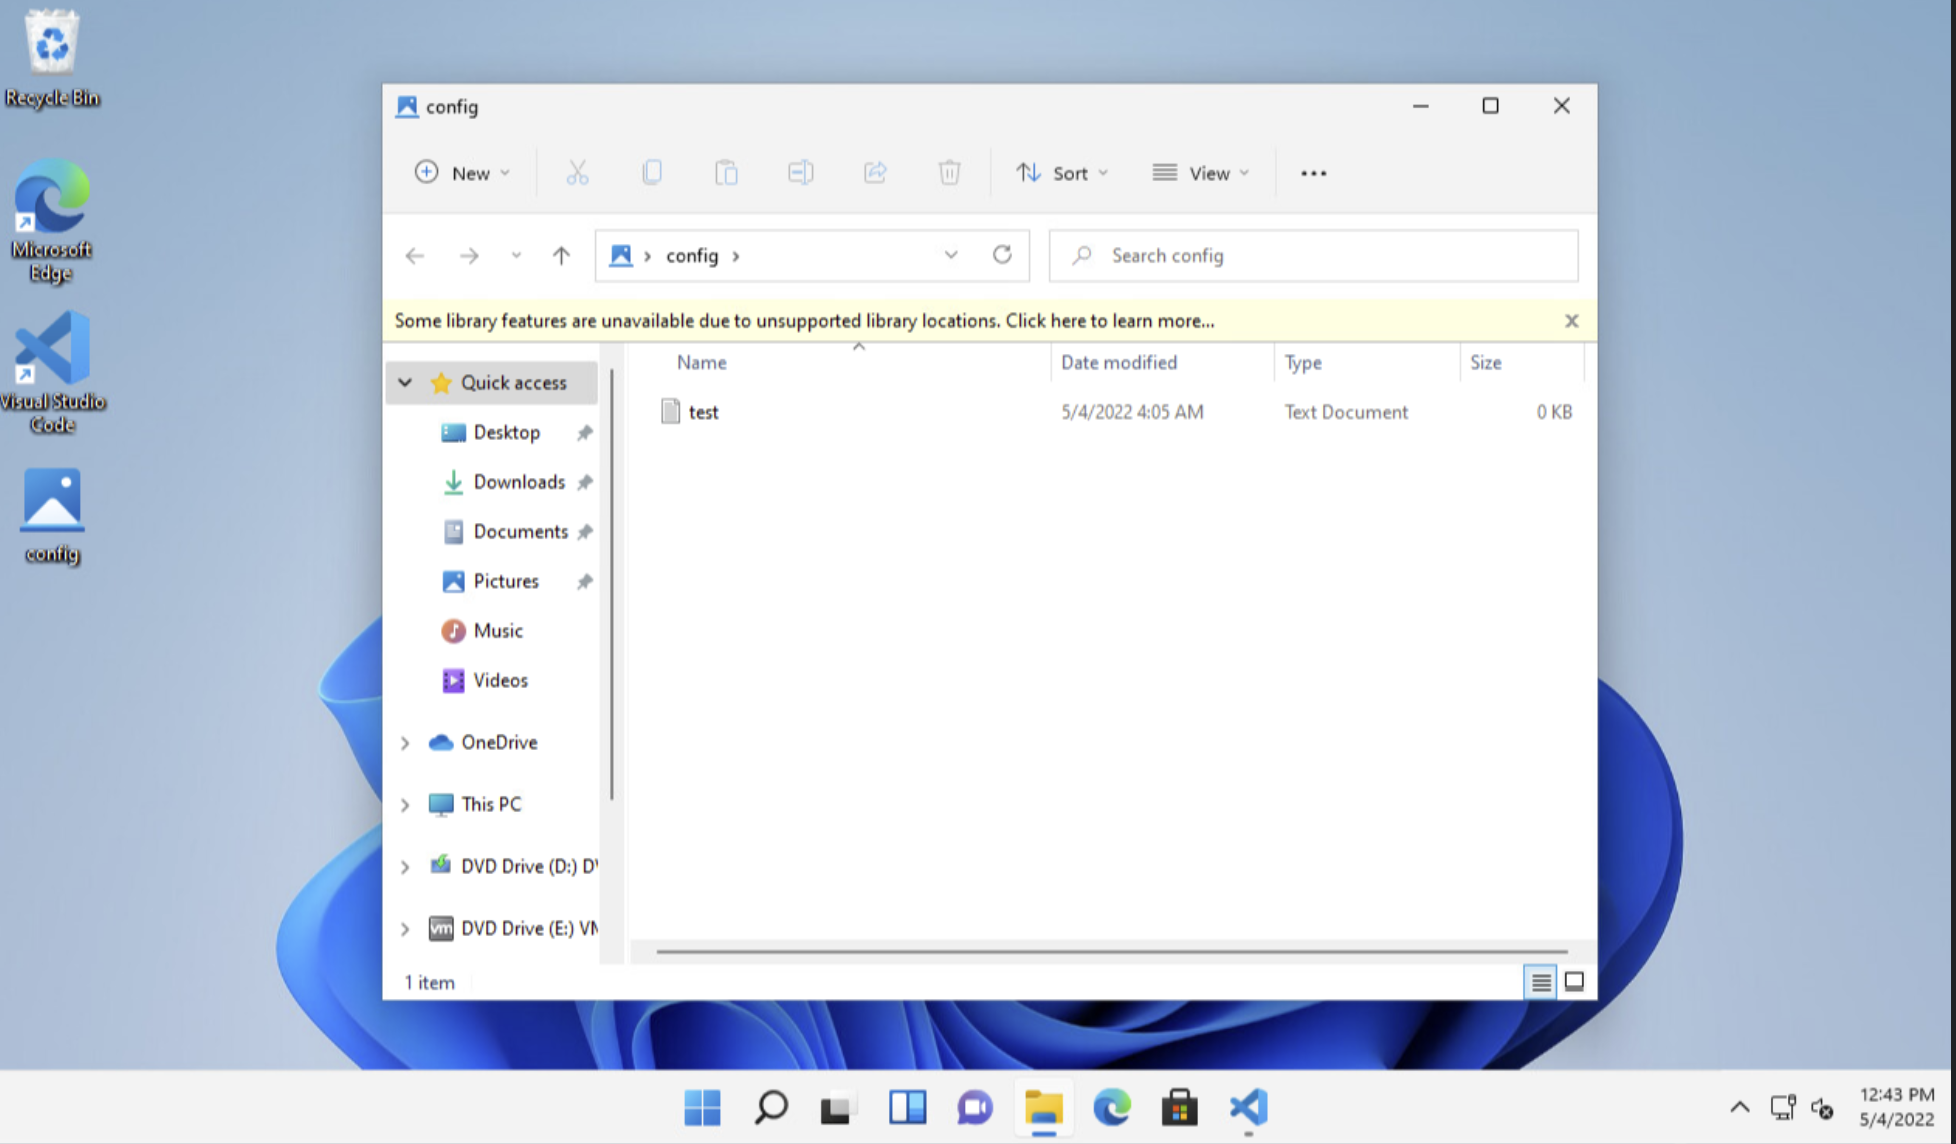 Recycle Bin
Microsoft
Edge
Visual Studio
Code
config
config
New
Sort
View
config
Search config
Some library features are unavailable due to unsupported library locations. Click here to learn more...
Name Date modified Type Size
test 5/4/2022 4:05 AM Text Document 0 KB
Quick access
Desktop
Downloads
Documents
Pictures
Music
Videos
OneDrive
This PC
DVD Drive (D:) D
vm
DVD Drive (E:) V
1 item
12:43 PM
5/4/2022